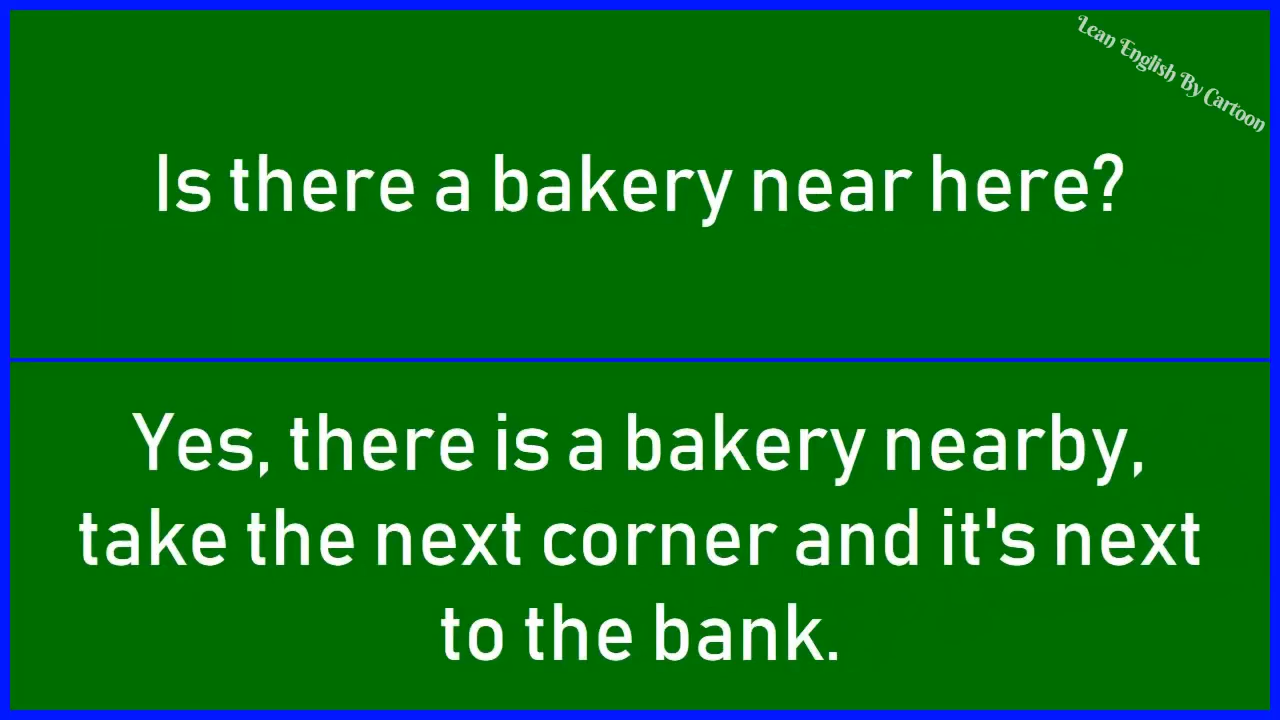 Lean English By Cartoon
Is there a bakery near here?
Yes, there is a bakery nearby,
take the next corner and it's next
to the bank.